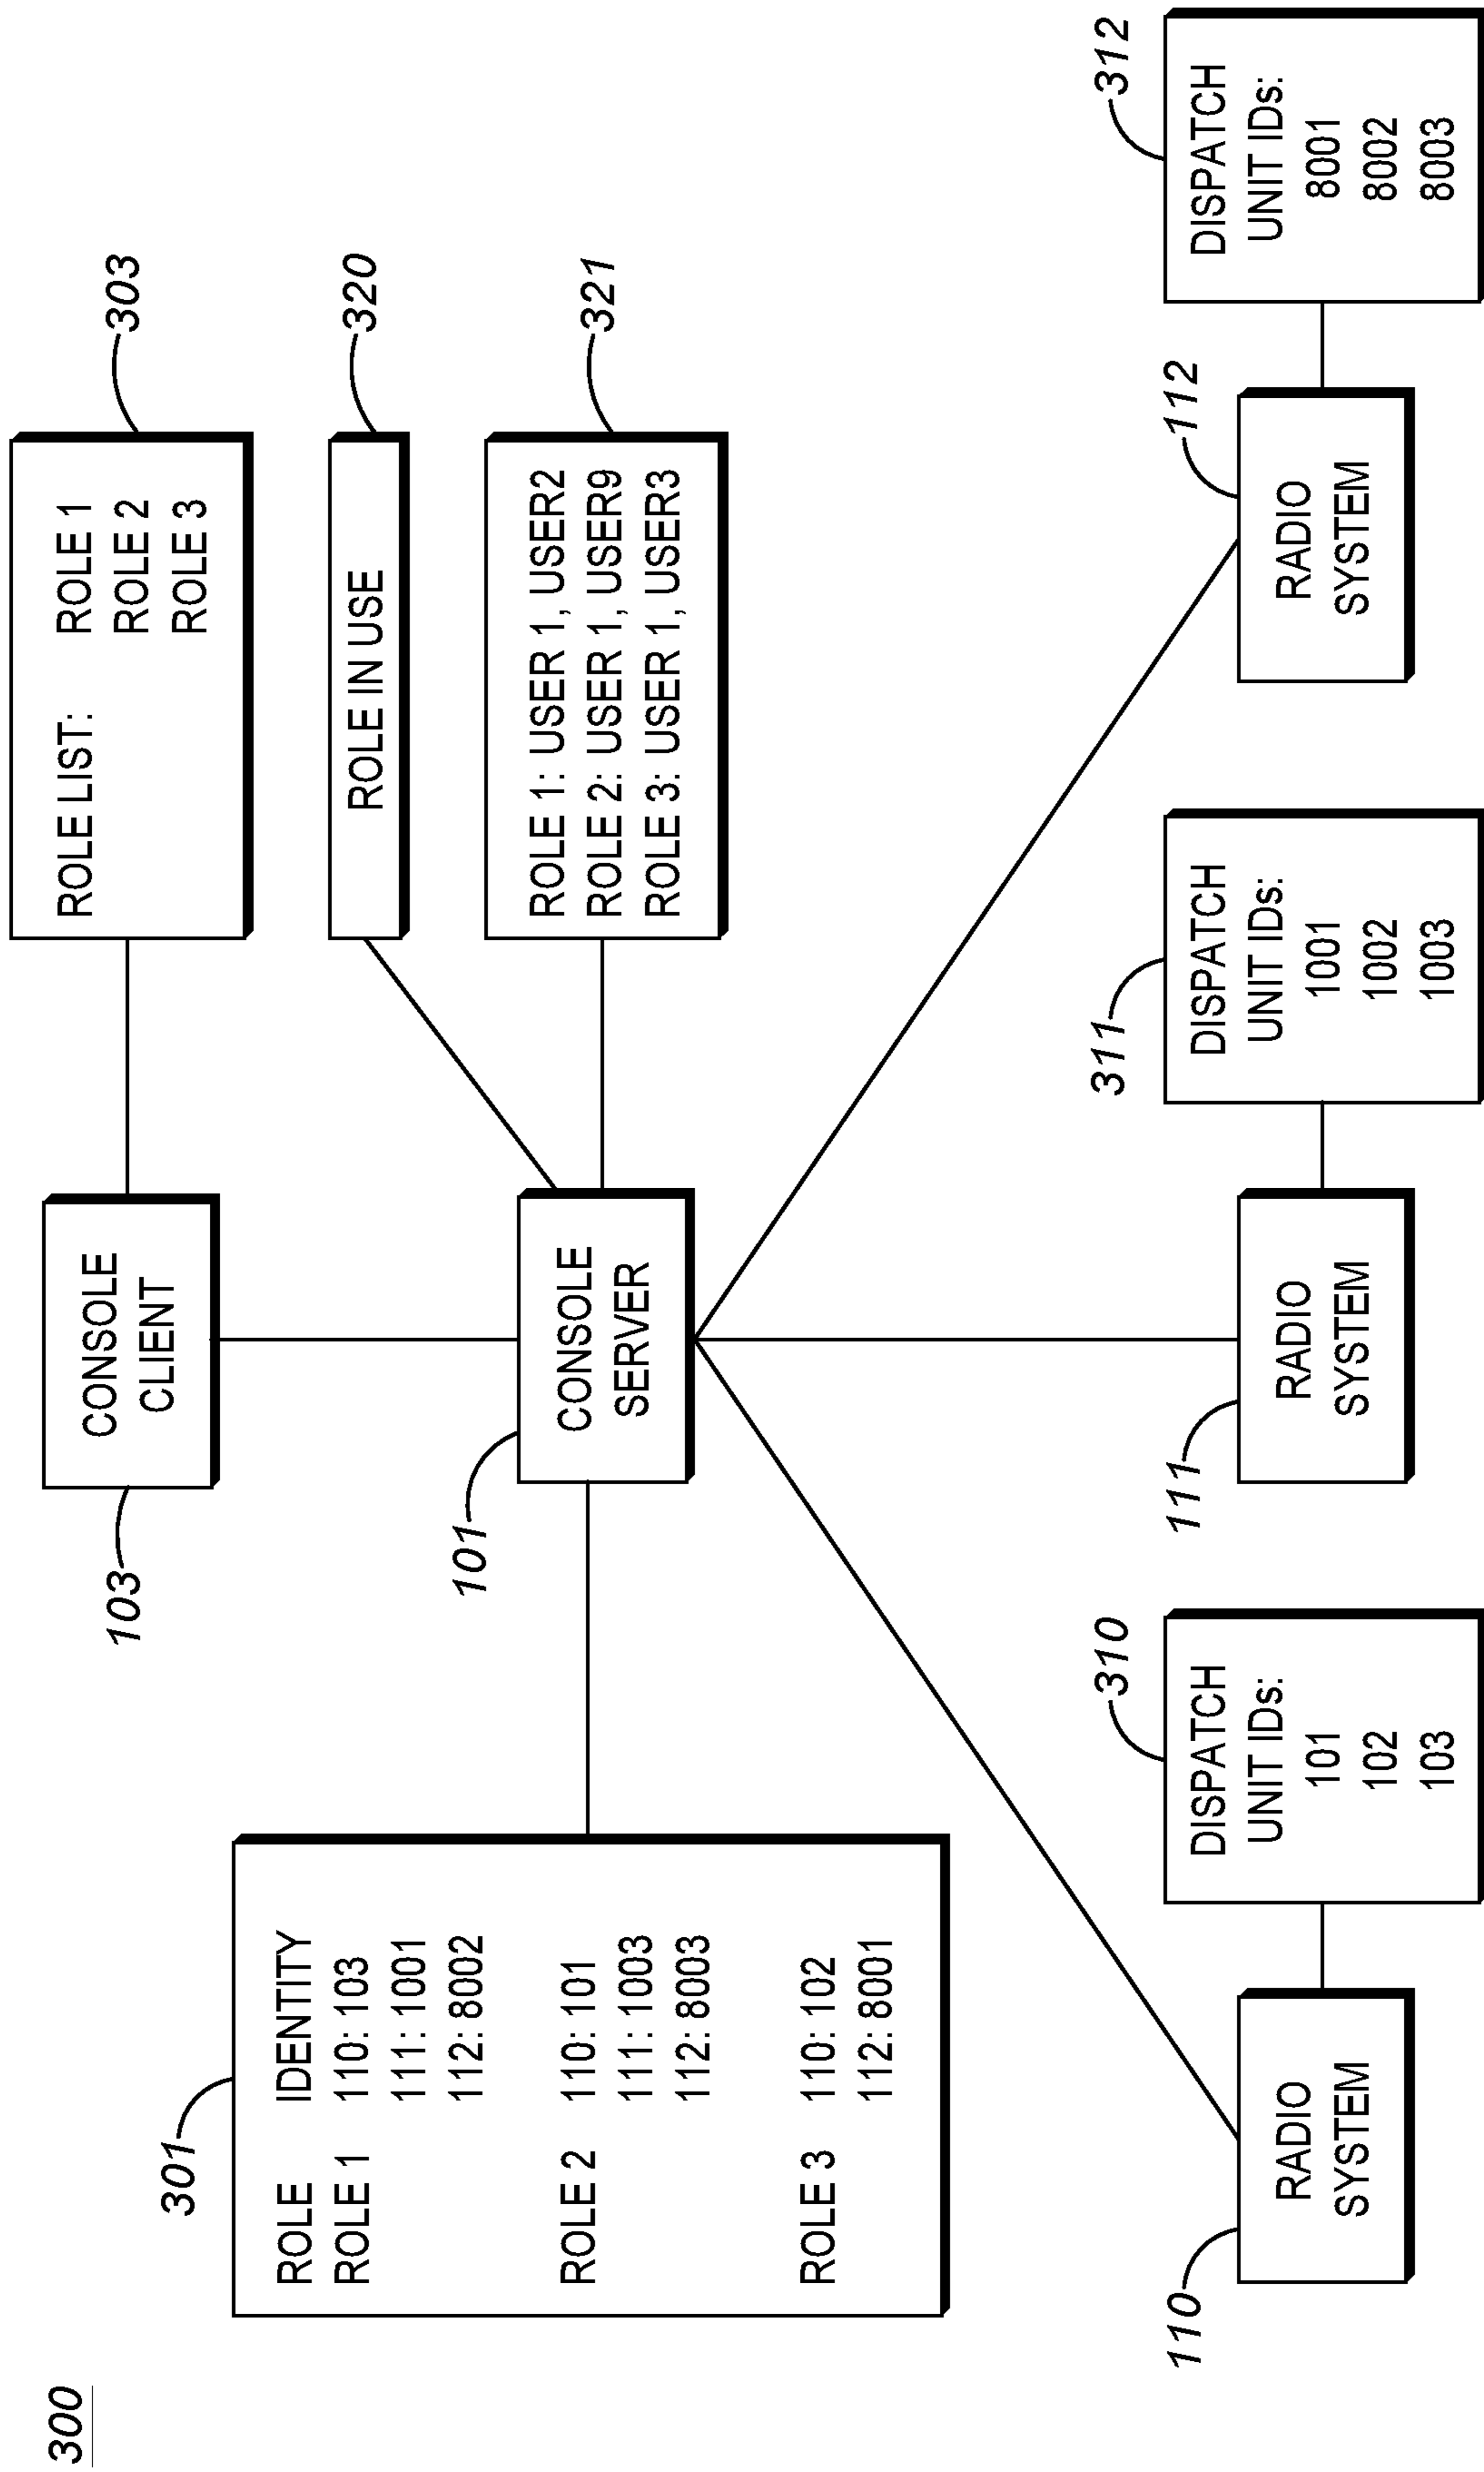 300
301
ROLE IDENTITY
ROLE 1 110: 103
111: 1001
112: 8002
ROLE 2 110: 101
111: 1003
112: 8003
ROLE 3 110: 102
112: 8001
103
CONSOLE
CLIENT
ROLE LIST: ROLE 1
ROLE 2
ROLE 3
303
ROLE IN USE
320
101
CONSOLE
SERVER
ROLE 1: USER 1, USER2
ROLE 2: USER 1, USER9
ROLE 3: USER 1, USER3
321
110
RADIO
SYSTEM
310
DISPATCH
UNIT IDs:
101
102
103
111
RADIO
SYSTEM
311
DISPATCH
UNIT IDs:
1001
1002
1003
112
RADIO
SYSTEM
312
DISPATCH
UNIT IDs:
8001
8002
8003